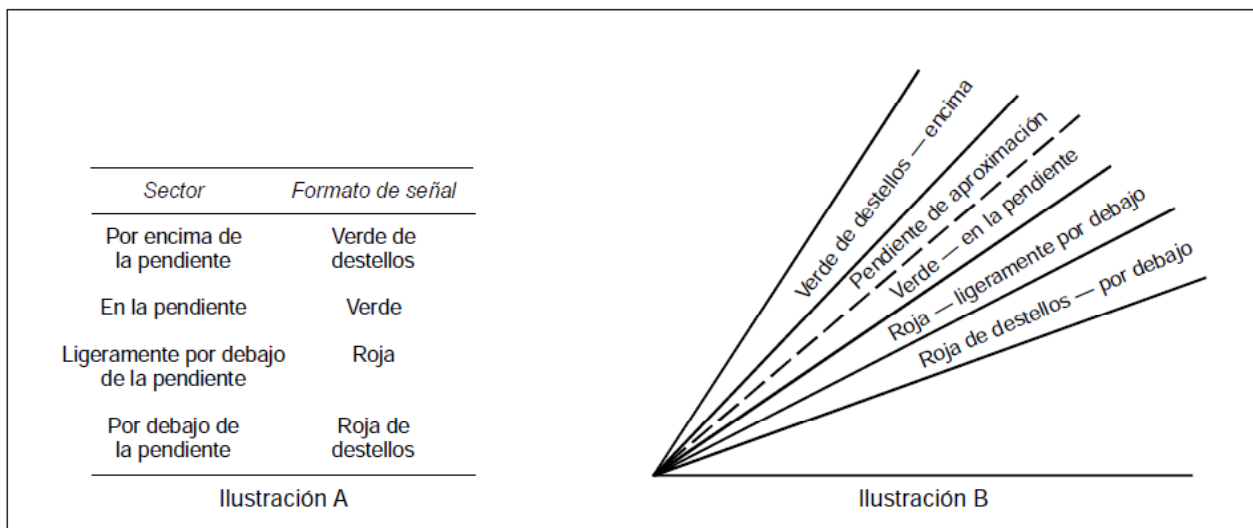 Sector Formato de señal
Por encima de Verde de
la pendiente destellos
En la pendiente Verde
Ligeramente por debajo Roja
de la pendiente
Por debajo de Roja de
la pendiente destellos
Ilustración A
Verde de destellos — encima
Pendiente de aproximación
Verde — en la pendiente
Roja — ligeramente por debajo
Roja de destellos — por debajo
Ilustración B